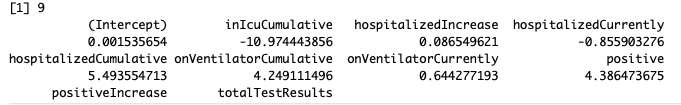 [1] 9
(Intercept) inIcuCumulative hospitalizedIncrease hospitalizedCurrently
0.001535654 -10.974443856 0.086549621 -0.855903276
hospitalizedCumulative onVentilatorCumulative onVentilatorCurrently positive
5.493554713 4.249111496 0.644277193 4.386473675
positiveIncrease totalTestResults